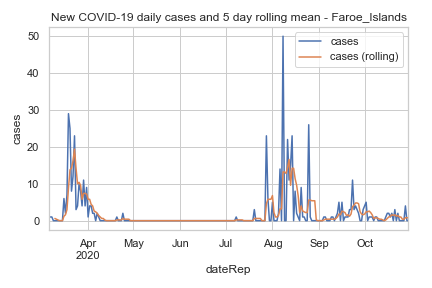 New COVID-19 daily cases and 5 day rolling mean - Faroe_Islands
cases
cases (rolling)
50
40
30
20
10
0
cases
Apr
2020
May
Jun
Jul
Aug
Sep
Oct
dateRep